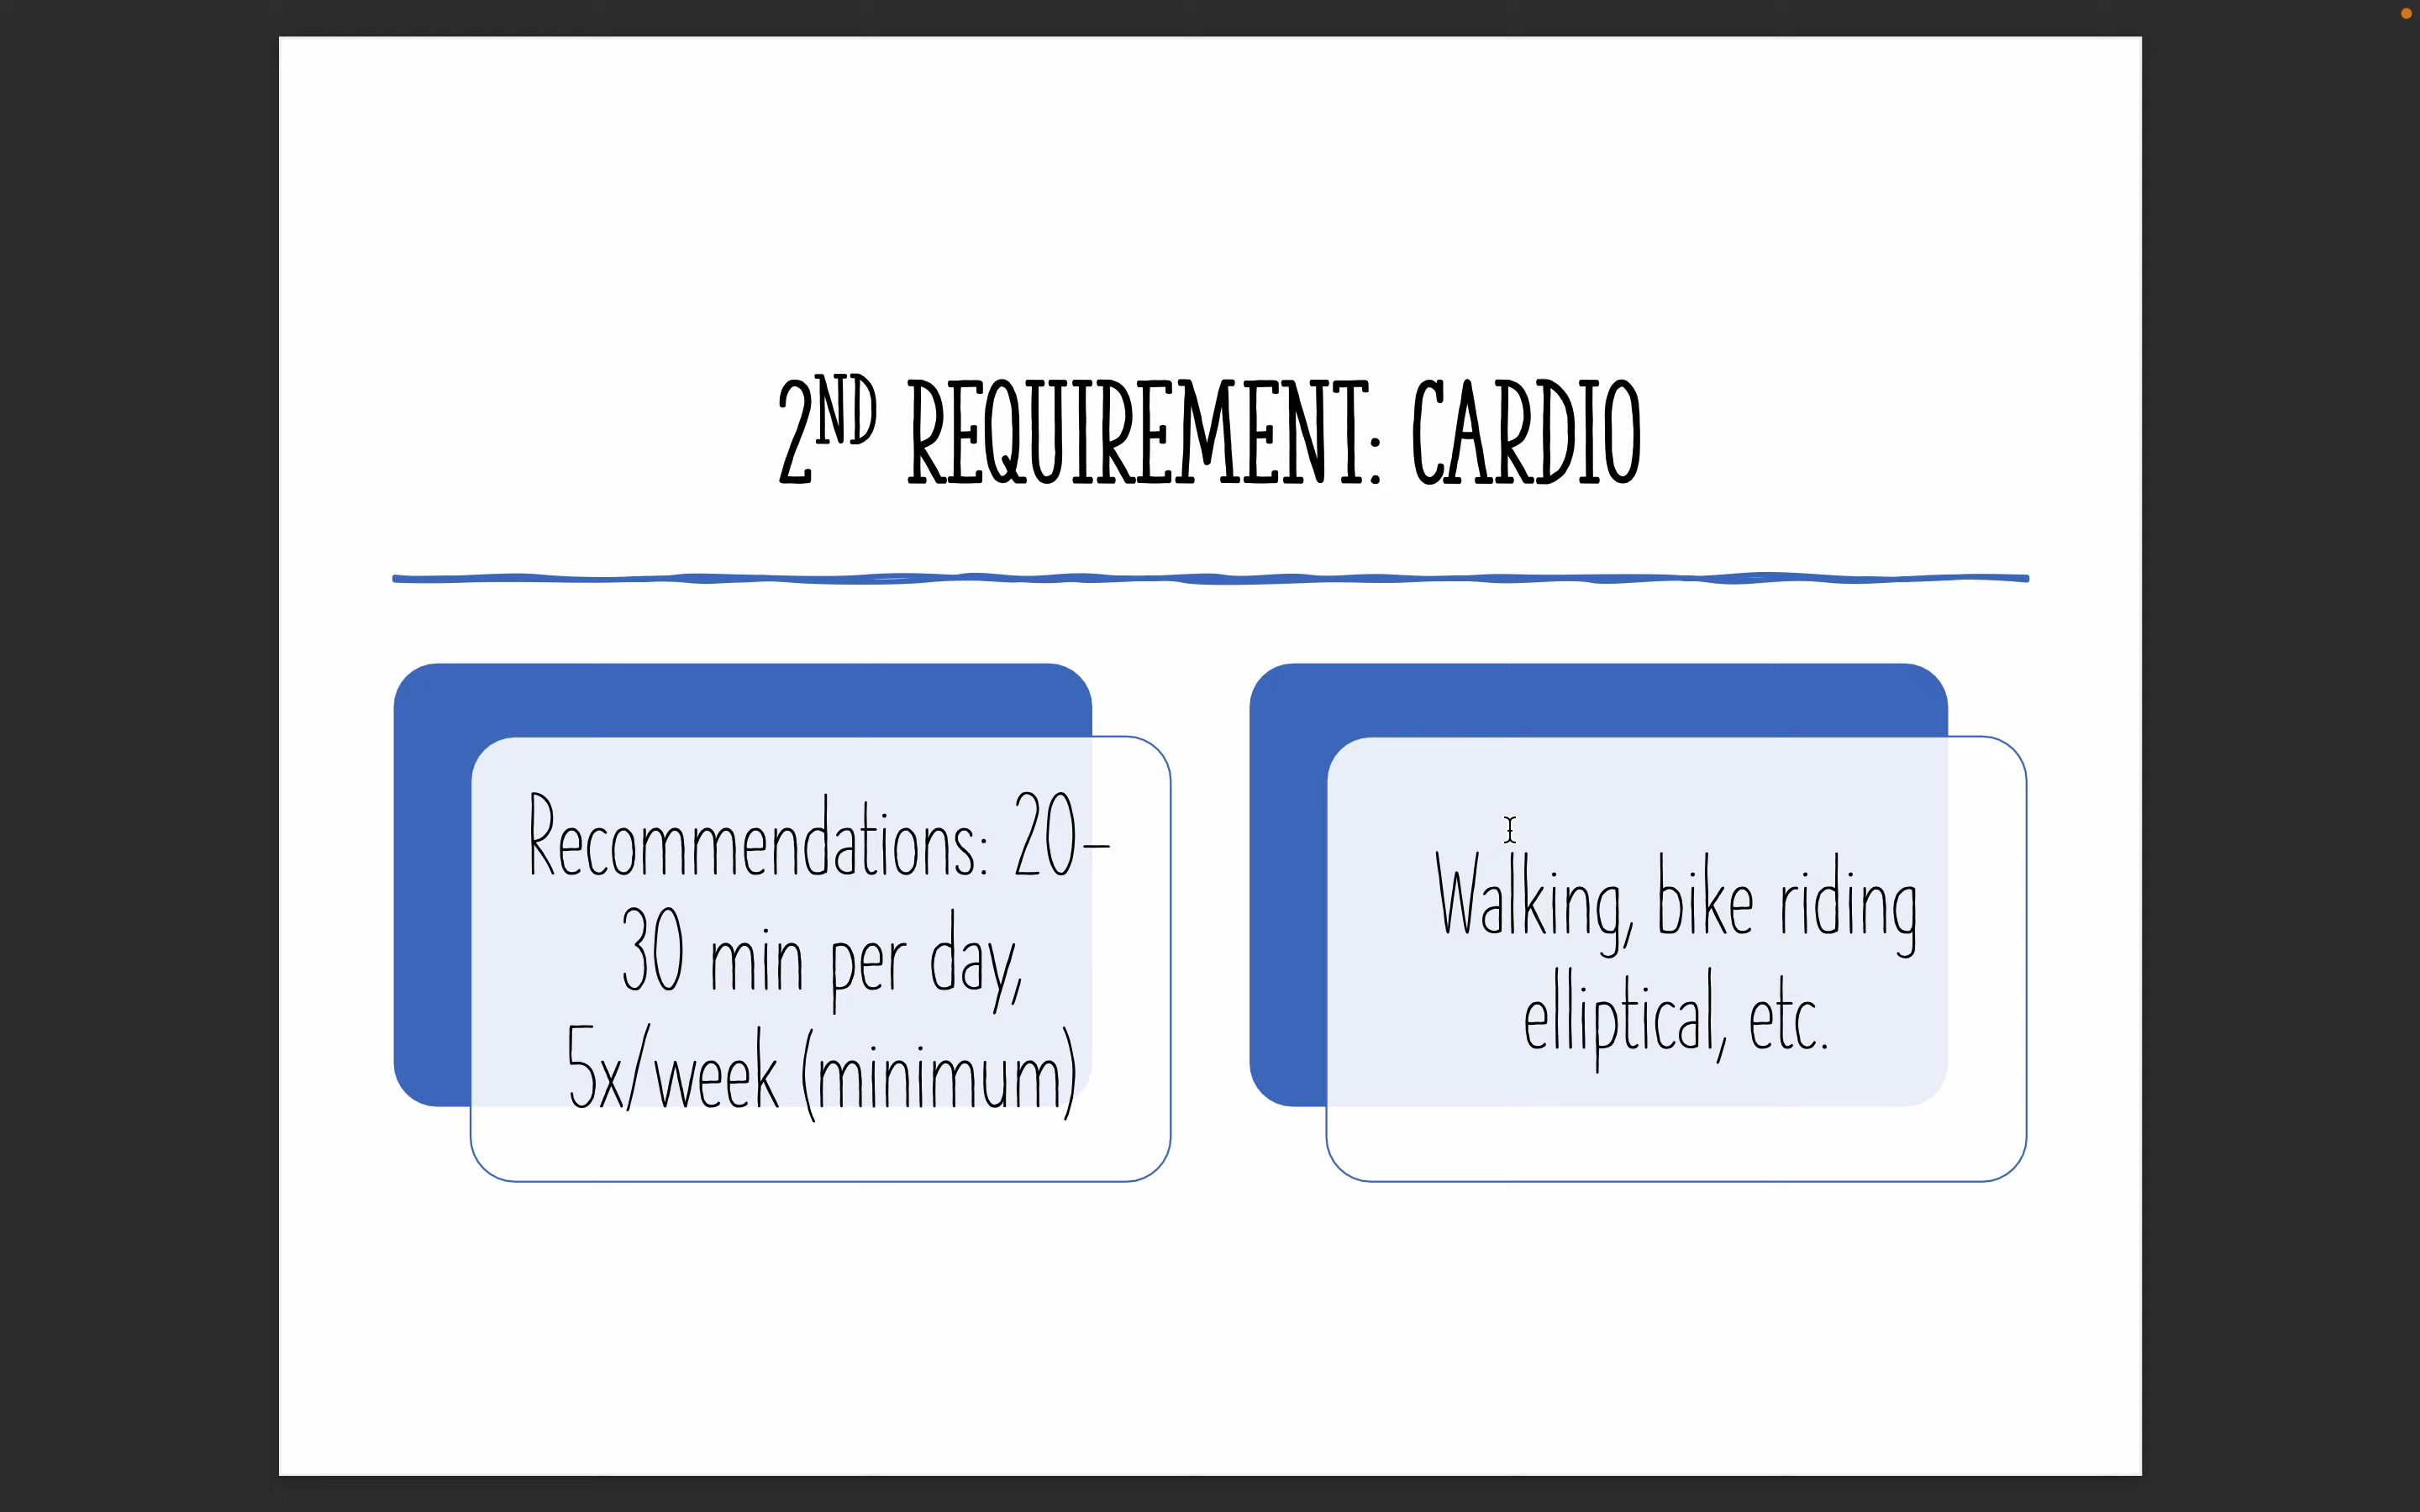 2ND REQUIREMENT: CARDIO
Recommendations: 20-
30 min per day,
5x/week (minimum)
Walking, bike riding
elliptical, etc.